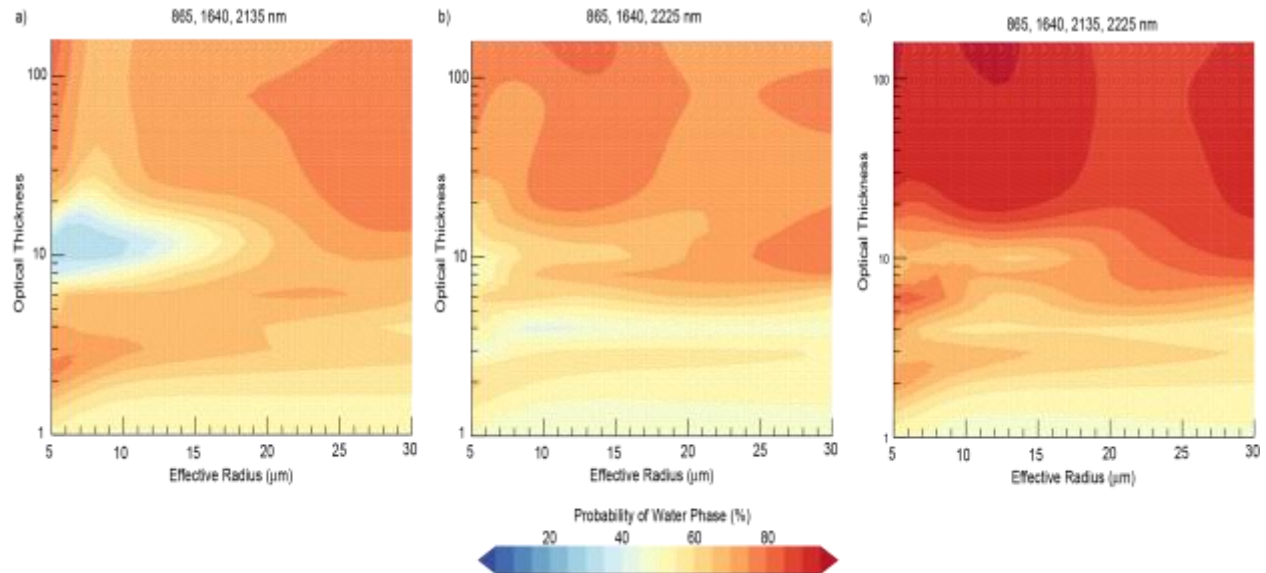 a)
865, 1640, 2135 nm
100
10
1
5 10 15 20 25 30
Optical Thickness
Effective Radius (µm)
b)
865, 1640, 2225 nm
100
10
1
5 10 15 20 25 30
Optical Thickness
Effective Radius (µm)
c)
865, 1640, 2135, 2225 nm
100
10
1
5 10 15 20 25 30
Optical Thickness
Effective Radius (µm)
Probability of Water Phase (%)
20 40 60 80